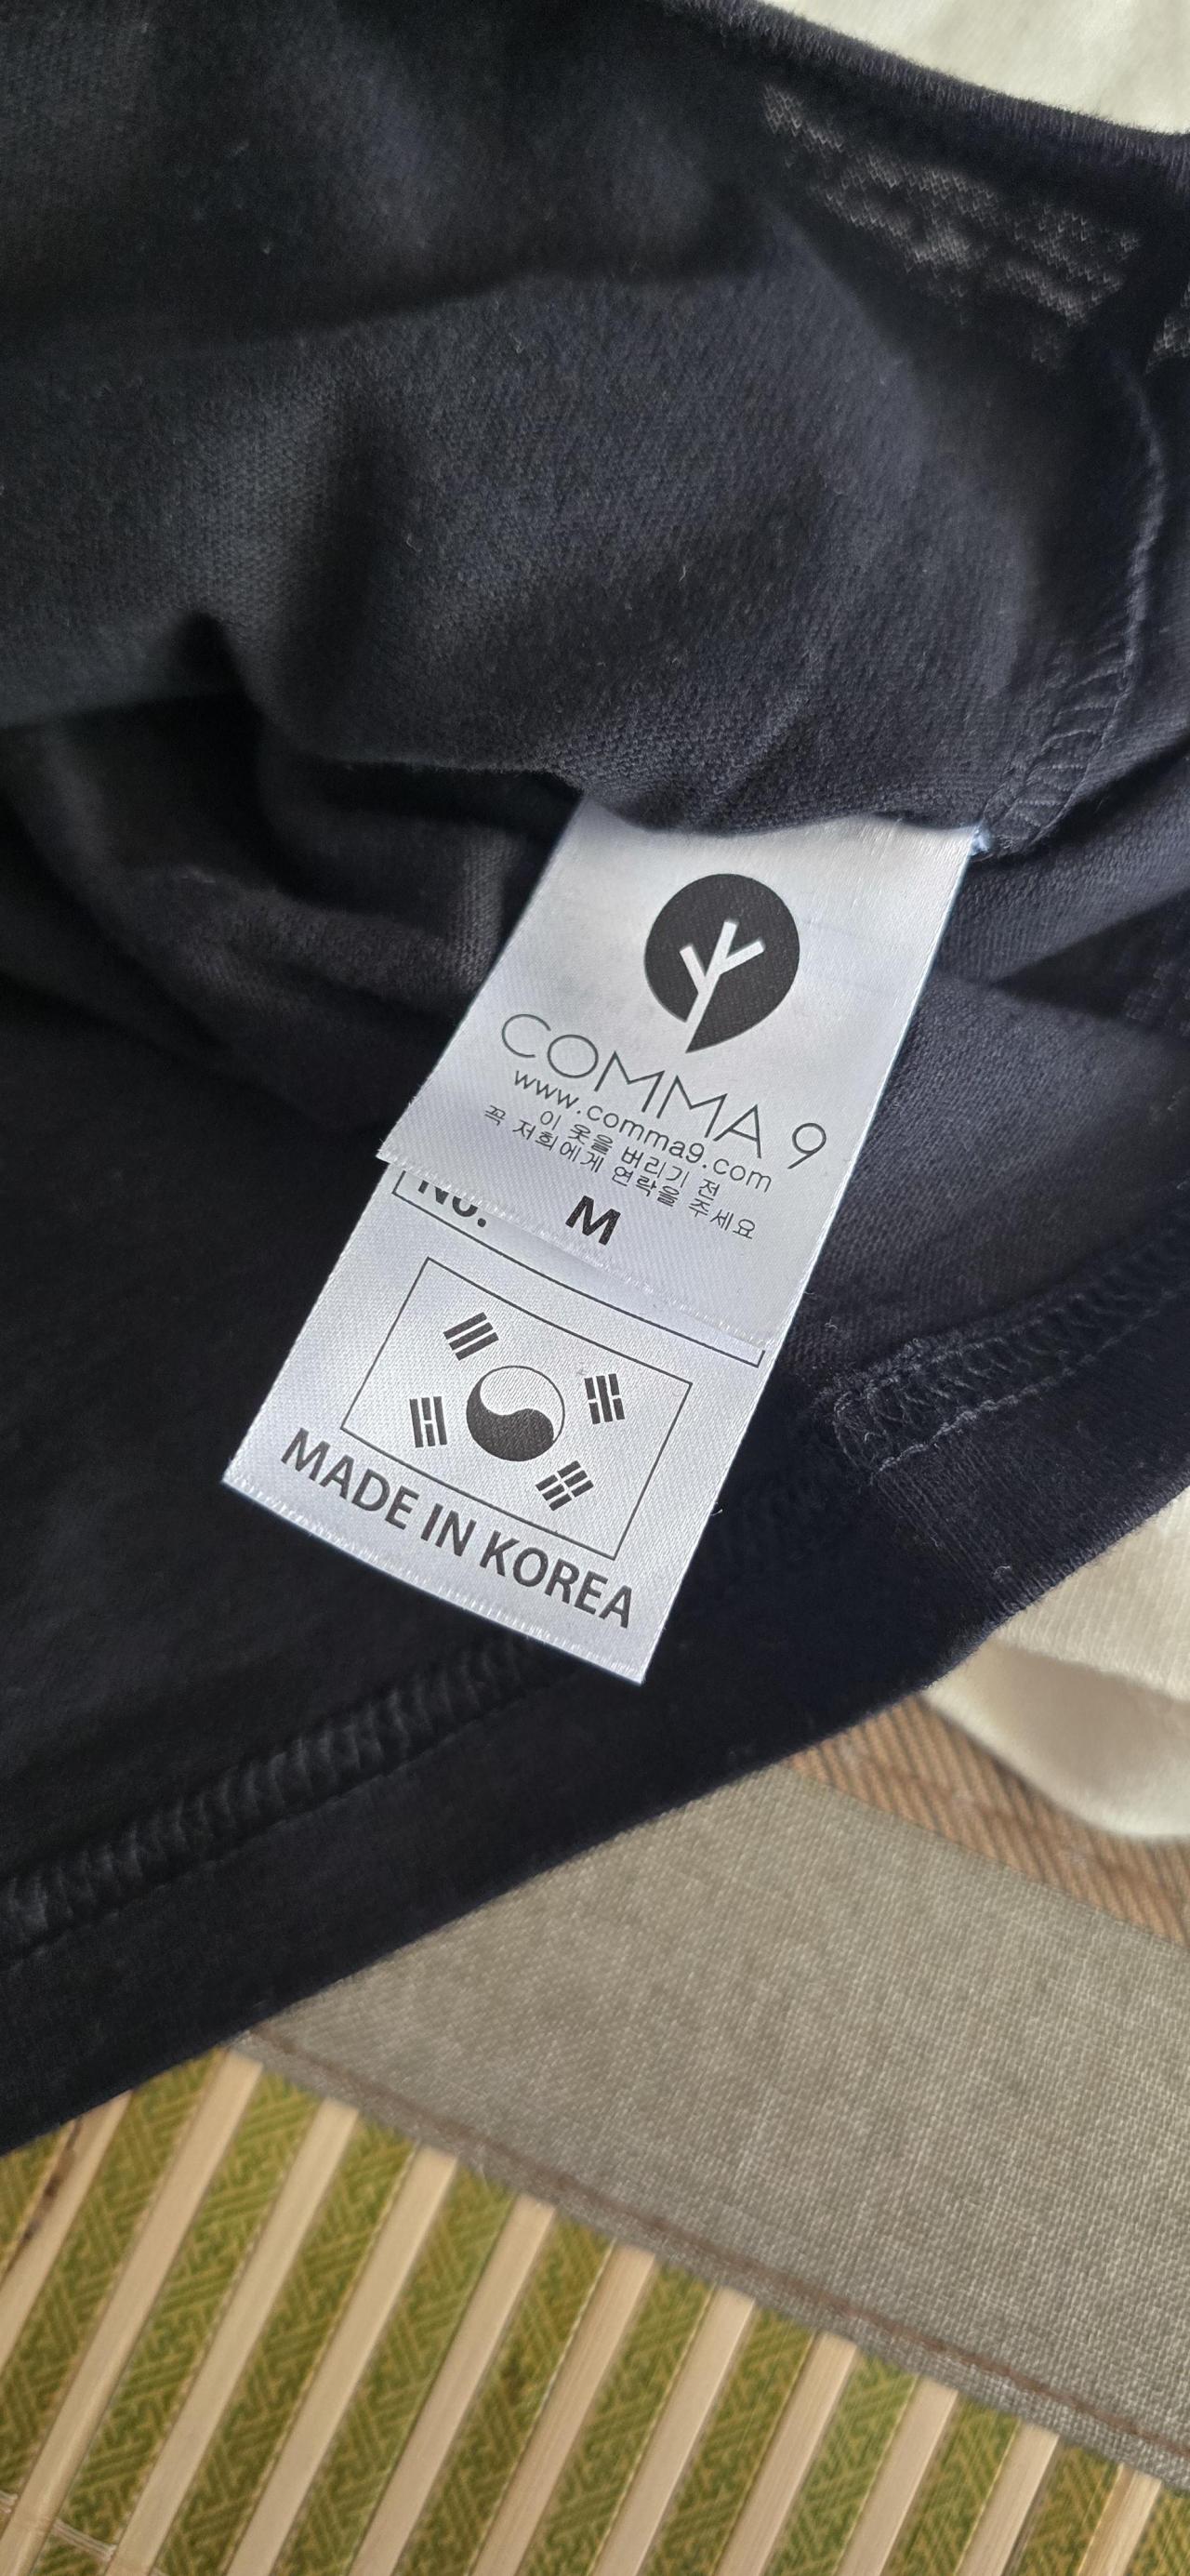 COMMA 9
www.comma9.com
이 옷을 버리기 전
꼭 저희에게 연락을 주세요
M
No.
MADE IN KOREA